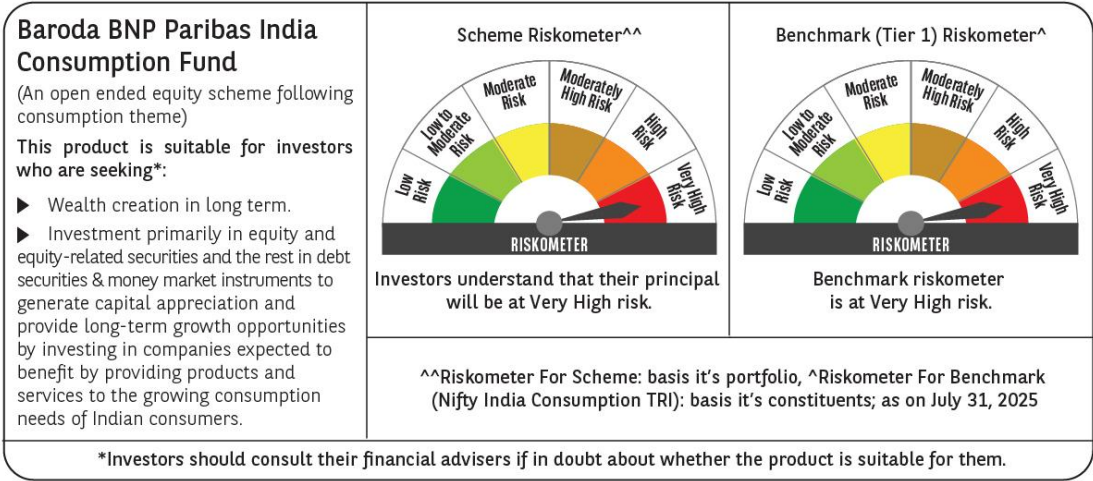 Baroda BNP Paribas India
Consumption Fund
(An open ended equity scheme following
consumption theme)
This product is suitable for investors
who are seeking*:
▶ Wealth creation in long term.
▶ Investment primarily in equity and
equity-related securities and the rest in debt
securities & money market instruments to
generate capital appreciation and
provide long-term growth opportunities
by investing in companies expected to
benefit by providing products and
services to the growing consumption
needs of Indian consumers.
Scheme Riskometer^^
Low
Risk
Low to
Moderate
Risk
Moderate
Risk
Moderately
High Risk
High
Risk
Very High
Risk
RISKOMETER
Investors understand that their principal
will be at Very High risk.
Benchmark (Tier 1) Riskometer^
Low
Risk
Low to
Moderate
Risk
Moderate
Risk
Moderately
High Risk
High
Risk
Very High
Risk
RISKOMETER
Benchmark riskometer
is at Very High risk.
^^Riskometer For Scheme: basis it's portfolio, ^Riskometer For Benchmark
(Nifty India Consumption TRI): basis it's constituents; as on July 31, 2025
*Investors should consult their financial advisers if in doubt about whether the product is suitable for them.